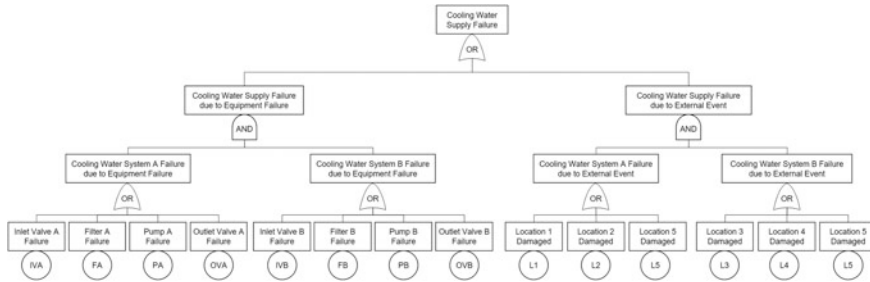 Cooling Water
Supply Failure
OR
Cooling Water Supply Failure
due to Equipment Failure
Cooling Water Supply Failure
due to External Event
AND
AND
Cooling Water System A Failure
due to Equipment Failure
Cooling Water System B Failure
due to Equipment Failure
Cooling Water System A Failure
due to External Event
Cooling Water System B Failure
due to External Event
OR
OR
OR
OR
Inlet Valve A
Failure
Filter A
Failure
Pump A
Failure
Outlet Valve A
Failure
Inlet Valve B
Failure
Filter B
Failure
Pump B
Failure
Outlet Valve B
Failure
Location 1
Damaged
Location 2
Damaged
Location 5
Damaged
Location 3
Damaged
Location 4
Damaged
Location 5
Damaged
IVA
FA
PA
OVA
IVB
FB
PB
OVB
L1
L2
L5
L3
L4
L5